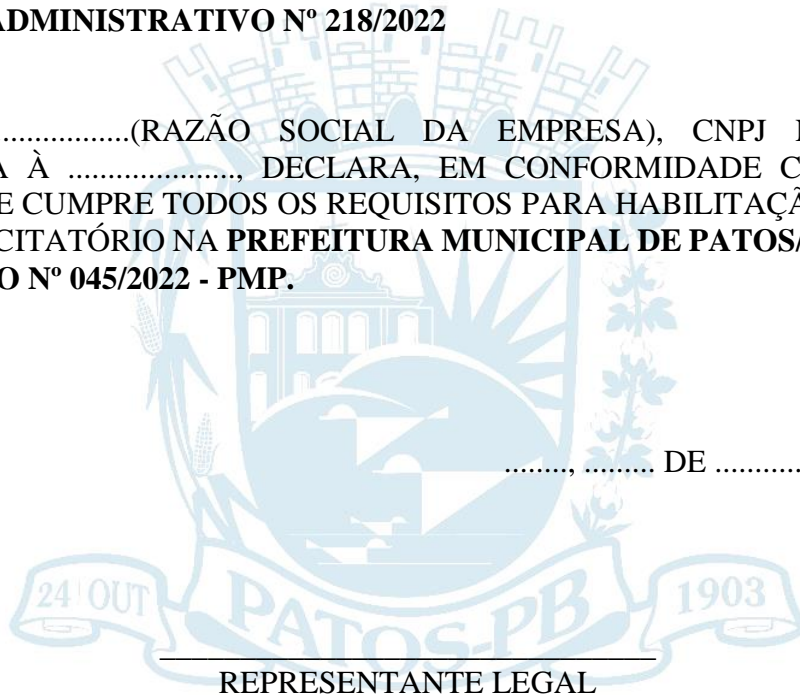 ADMINISTRATIVO Nº 218/2022
................(RAZÃO SOCIAL DA EMPRESA), CNPJ
À ...................., DECLARA, EM CONFORMIDADE
E CUMPRE TODOS OS REQUISITOS PARA
CITATÓRIO NA PREFEITURA MUNICIPAL DE PATOS/
O Nº 045/2022 - PMP.
........, ......... DE ...........
24 OUT
PATOS-PB
1903
REPRESENTANTE LEGAL